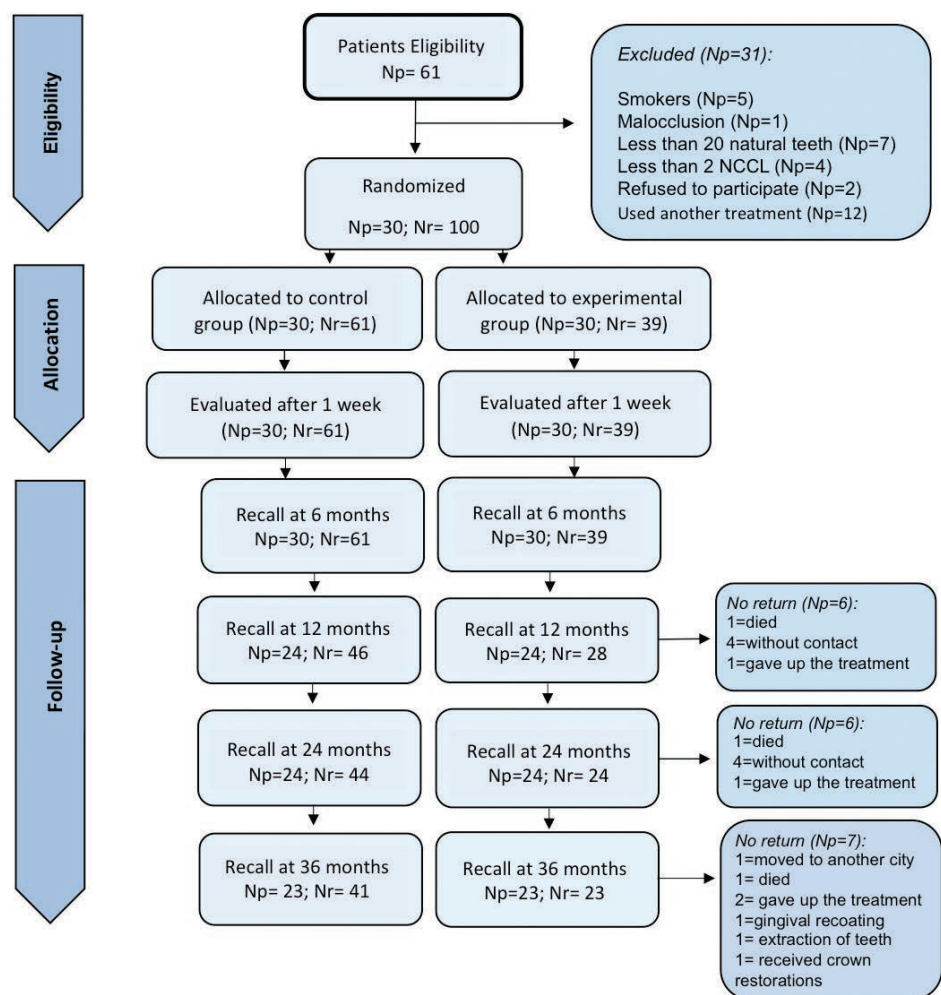 Eligibility
Patients Eligibility
Np= 61
Excluded (Np=31):
Smokers (Np=5)
Malocclusion (Np=1)
Less than 20 natural teeth (Np=7)
Less than 2 NCCL (Np=4)
Refused to participate (Np=2)
Used another treatment (Np=12)
Randomized
Np=30; Nr= 100
Allocation
Allocated to control
group (Np=30; Nr=61)
Allocated to experimental
group (Np=30; Nr= 39)
Evaluated after 1 week
(Np=30; Nr=61)
Evaluated after 1 week
(Np=30; Nr=39)
Follow-up
Recall at 6 months
Np=30; Nr=61
Recall at 6 months
Np=30; Nr=39
Recall at 12 months
Np=24; Nr= 46
Recall at 12 months
Np=24; Nr= 28
No return (Np=6):
1=died
4=without contact
1=gave up the treatment
Recall at 24 months
Np=24; Nr= 44
Recall at 24 months
Np=24; Nr= 24
No return (Np=6):
1=died
4=without contact
1=gave up the treatment
Recall at 36 months
Np= 23; Nr= 41
Recall at 36 months
Np=23; Nr= 23
No return (Np=7):
1=moved to another city
1= died
2= gave up the treatment
1=gingival recoating
1= extraction of teeth
1= received crown
restorations